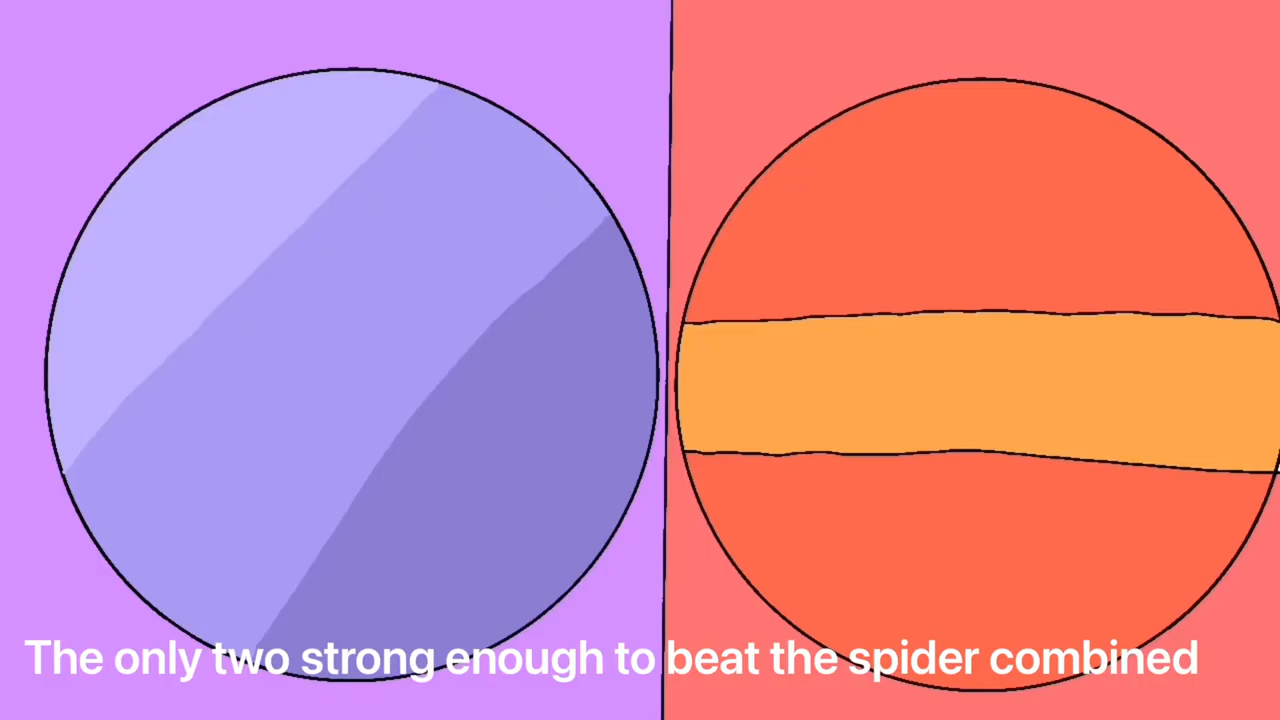 The only two strong enough to beat the spider combined